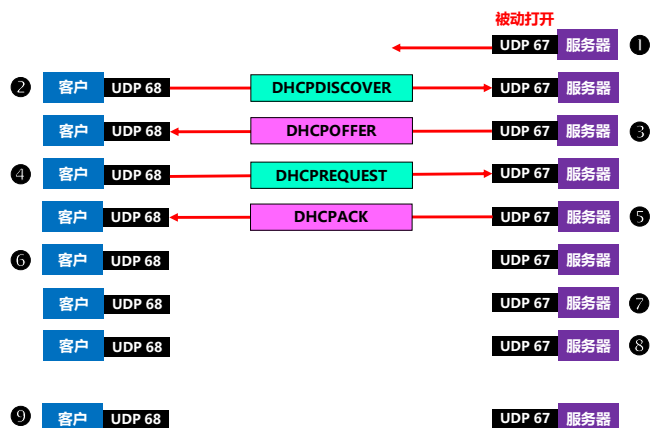 被动打开
UDP 67 服务器 ❶
❷ 客户 UDP 68 DHCPDISCOVER UDP 67 服务器
客户 UDP 68 DHCPOFFER UDP 67 服务器 ❸
❹ 客户 UDP 68 DHCPREQUEST UDP 67 服务器
客户 UDP 68 DHCPACK UDP 67 服务器 ❺
❻ 客户 UDP 68 UDP 67 服务器
客户 UDP 68 UDP 67 服务器 ❼
客户 UDP 68 UDP 67 服务器 ❽
❾ 客户 UDP 68 UDP 67 服务器